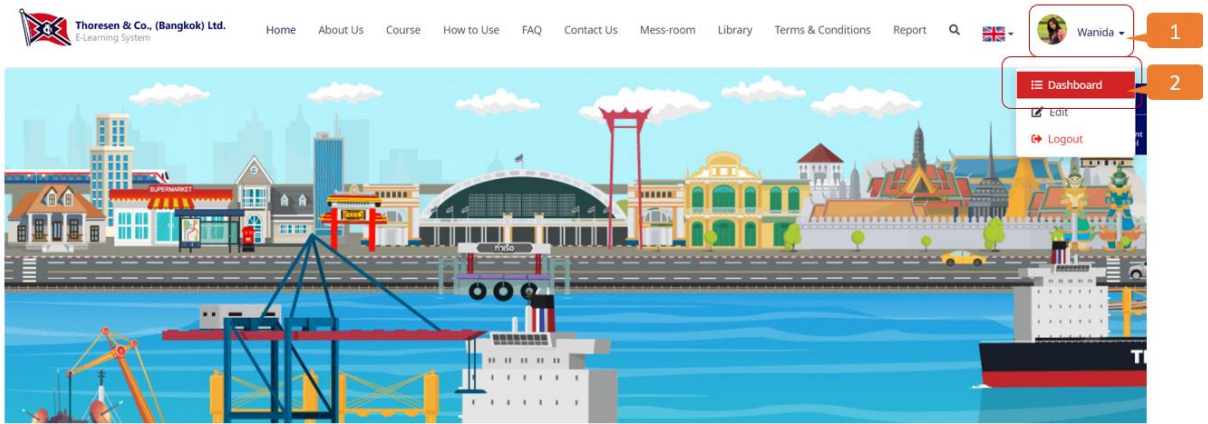 Thoresen & Co., (Bangkok) Ltd.
E-Learning System
Home About Us Course How to Use FAQ Contact Us Mess-room Library Terms & Conditions Report Wanida 1
Dashboard 2
Edit
Logout
SUPERMARKET
ท่าเรือ